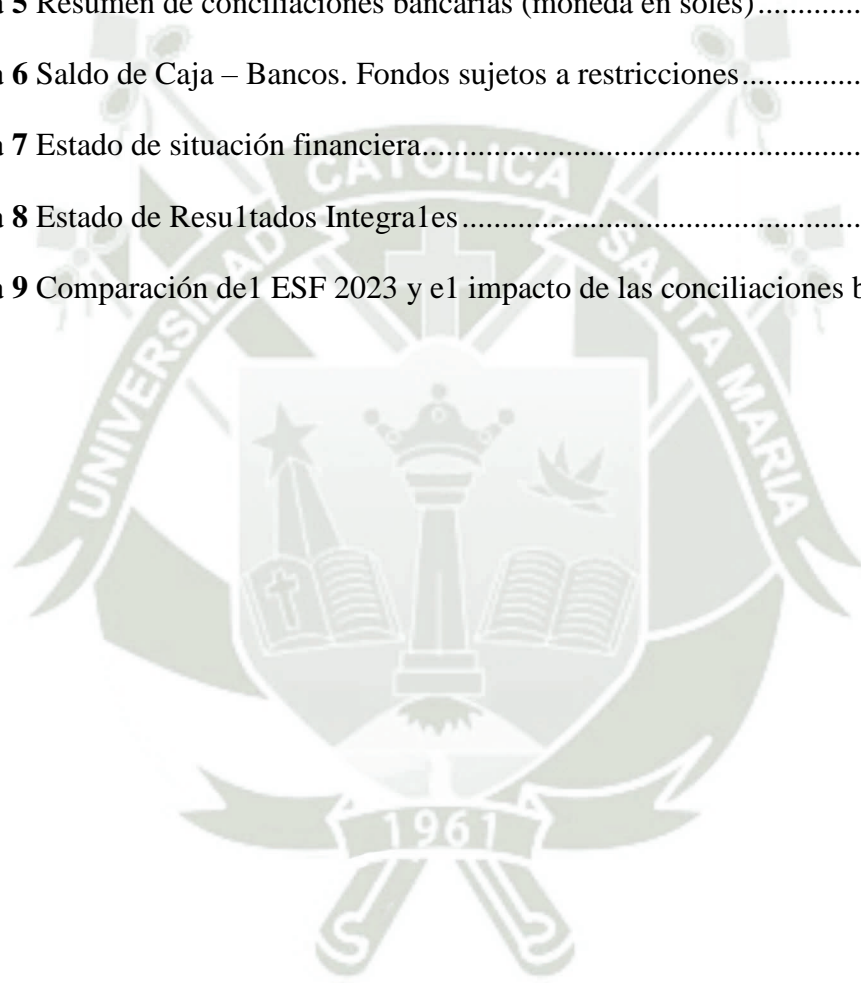 a 5 Resumen de conciliaciones bancarias (moneda en soles)..............
a 6 Saldo de Caja – Bancos. Fondos sujetos a restricciones................
a 7 Estado de situación financiera..........................................................
a 8 Estado de Resu1tados Integra1es.....................................................
a 9 Comparación de1 ESF 2023 y e1 impacto de las conciliaciones b
UNIVERSIDAD CATOLICA SANTA MARIA
1961